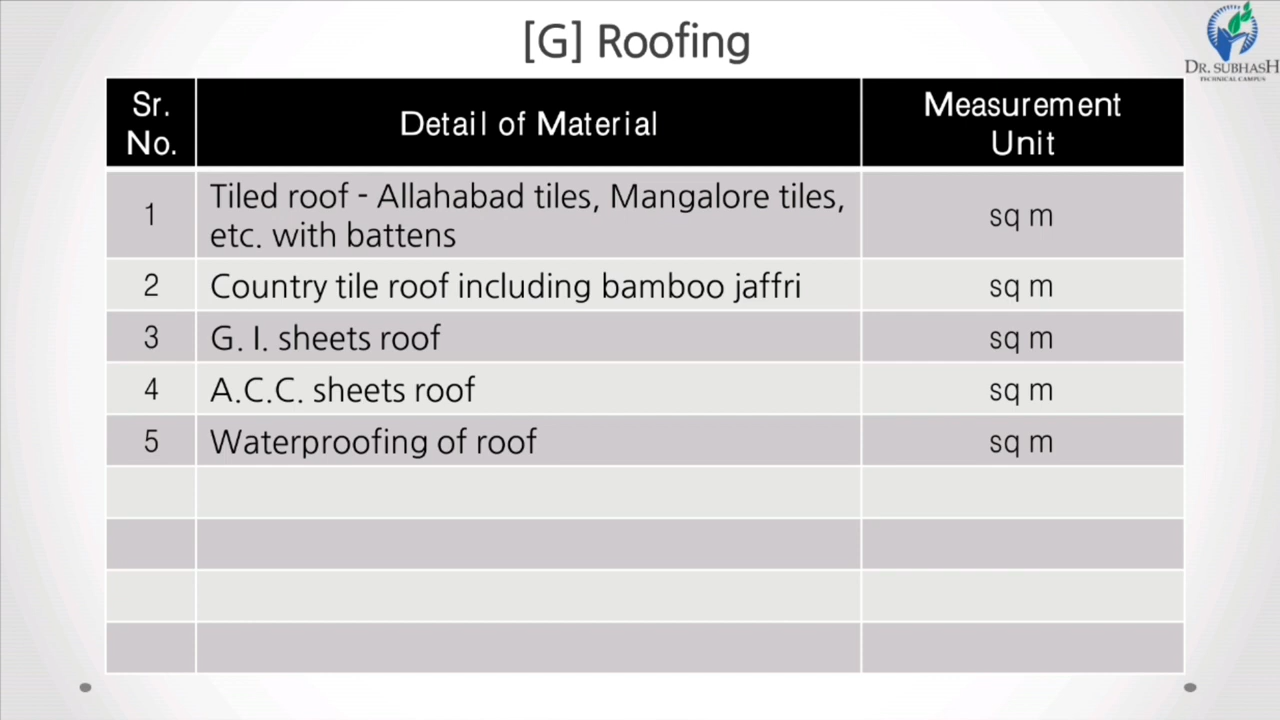 [G] Roofing
DR. SUBHASH
TECHNICAL CAMPUS
Sr.
No.
Detail of Material
Measurement
Unit
1
Tiled roof - Allahabad tiles, Mangalore tiles,
etc. with battens
sq m
2
Country tile roof including bamboo jaffri
sq m
3
G. I. sheets roof
sq m
4
A.C.C. sheets roof
sq m
5
Waterproofing of roof
sq m